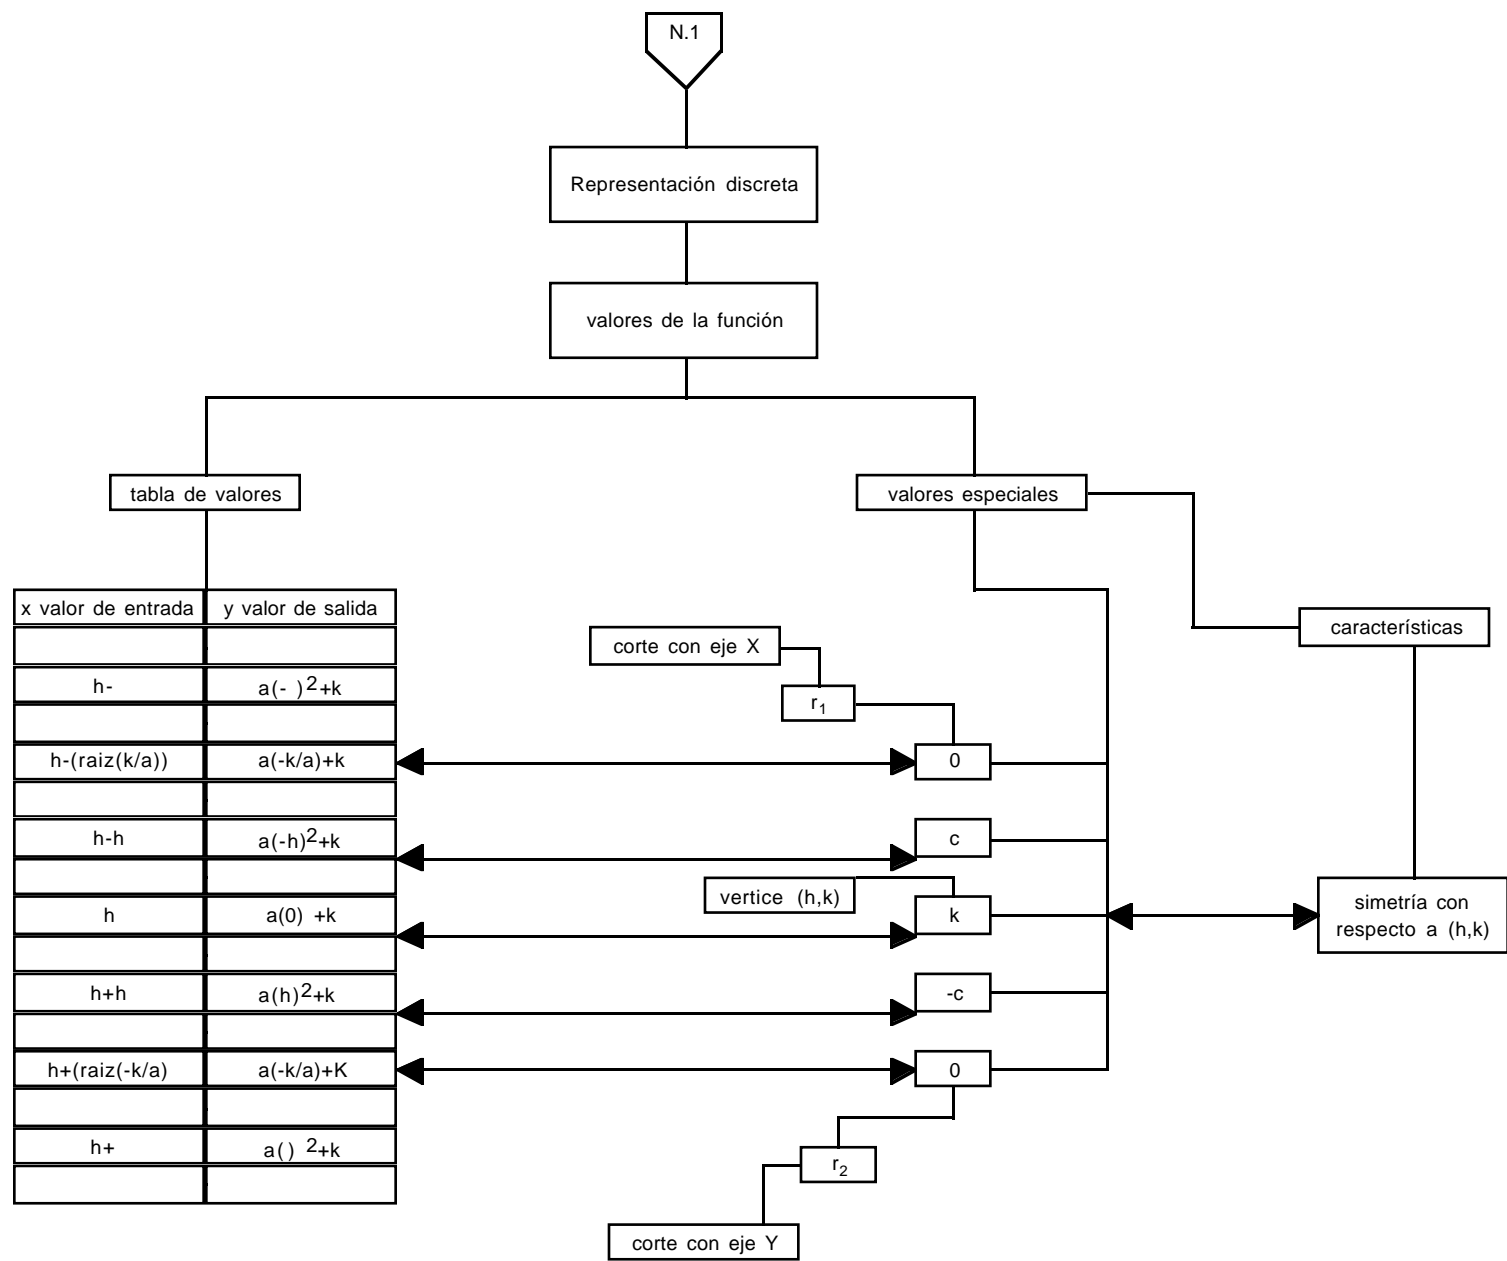 N.1
Representación discreta
valores de la función
tabla de valores
valores especiales
x valor de entrada y valor de salida
características
corte con eje X
h- a(- )2+k
r1
h-(raiz(k/a)) a(-k/a)+k
0
h-h a(-h)2+k
c
vertice (h,k)
h a(0) +k
k
simetría con
respecto a (h,k)
h+h a(h)2+k
-c
h+(raiz(-k/a) a(-k/a)+K
0
h+ a() 2+k
r2
corte con eje Y